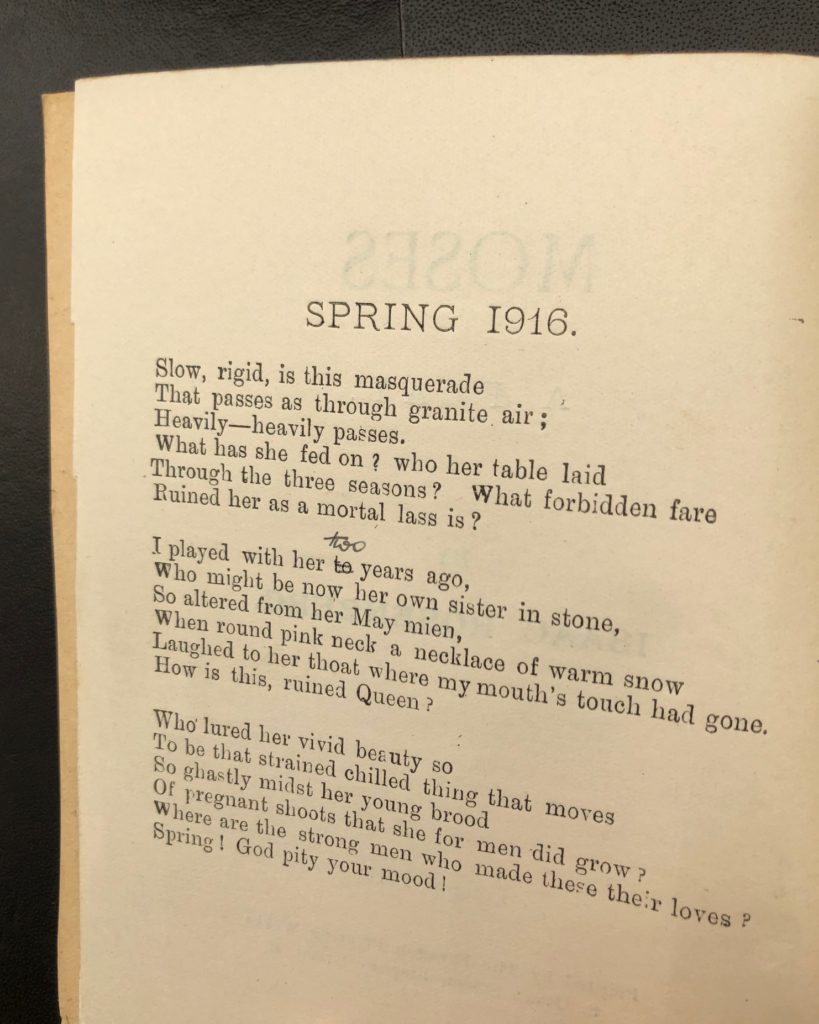 MOSES
SPRING 1916.
Slow, rigid, is this masquerade
That passes as through granite air;
Heavily—heavily passes.
What has she fed on? who her table laid
Through the three seasons? What forbidden fare
Ruined her as a mortal lass is?
two
I played with her to years ago,
Who might be now her own sister in stone,
So altered from her May mien,
When round pink neck a necklace of warm snow
Laughed to her thoat where my mouth's touch had gone.
How is this, ruined Queen?
Who lured her vivid beauty so
To be that strained chilled thing that moves
So ghastly midst her young brood
Of pregnant shoots that she for men did grow?
Where are the strong men who made these their loves?
Spring! God pity your mood!